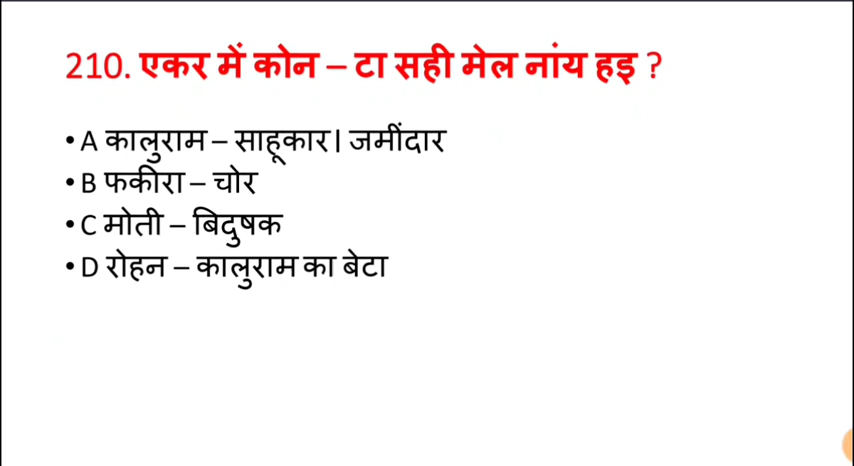 210. एकर में कोन – टा सही मेल नांय हइ ?
• A कालुराम – साहूकार। जमींदार
• B फकीरा – चोर
• C मोती – बिदुषक
• D रोहन – कालुराम का बेटा